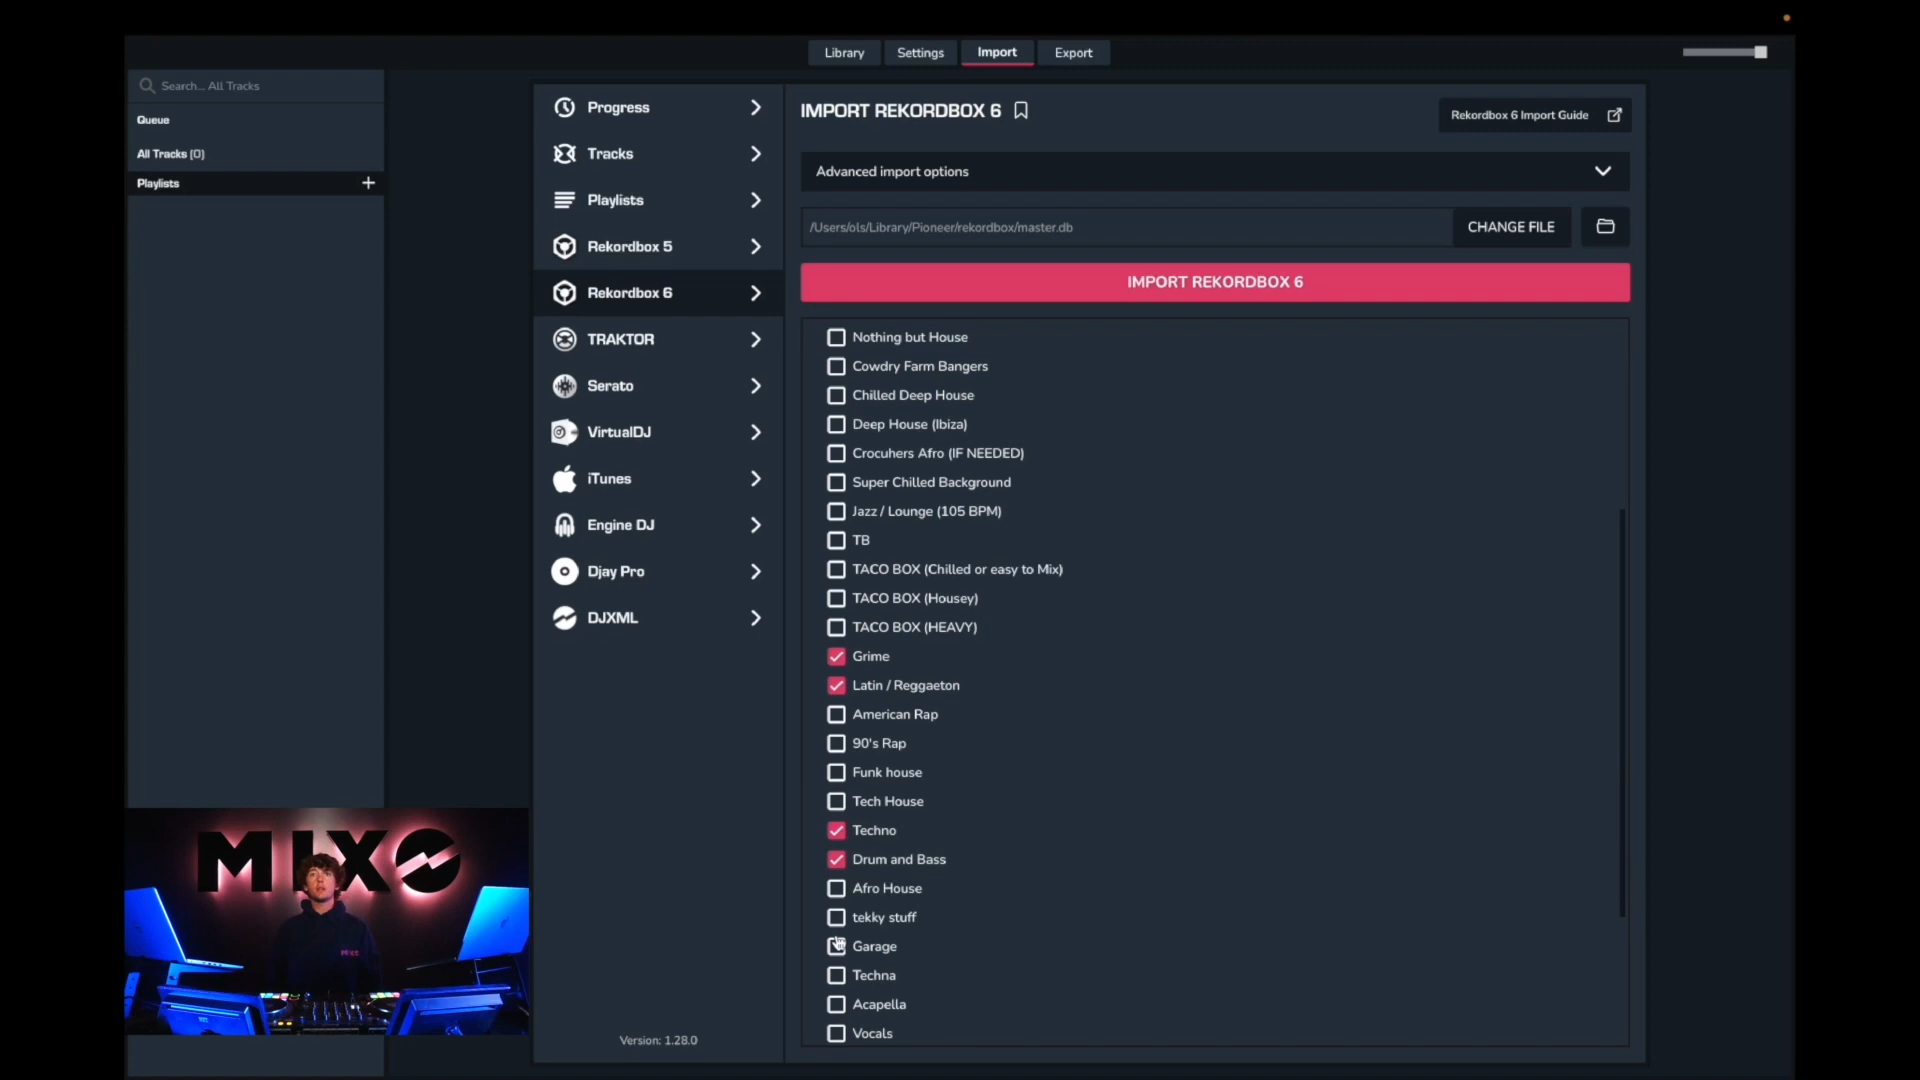 Library
Settings
Import
Export
Search... All Tracks
Queue
All Tracks (0)
Playlists
Progress
Tracks
Playlists
Rekordbox 5
Rekordbox 6
TRAKTOR
Serato
VirtualDJ
iTunes
Engine DJ
Djay Pro
DJXML
Version: 1.28.0
IMPORT REKORDBOX 6
Rekordbox 6 Import Guide
Advanced import options
/Users/ols/Library/Pioneer/rekordbox/master.db
CHANGE FILE
IMPORT REKORDBOX 6
Nothing but House
Cowdry Farm Bangers
Chilled Deep House
Deep House (Ibiza)
Crocuhers Afro (IF NEEDED)
Super Chilled Background
Jazz / Lounge (105 BPM)
TB
TACO BOX (Chilled or easy to Mix)
TACO BOX (Housey)
TACO BOX (HEAVY)
Grime
Latin / Reggaeton
American Rap
90's Rap
Funk house
Tech House
Techno
Drum and Bass
Afro House
tekky stuff
Garage
Techna
Acapella
Vocals
MIXO